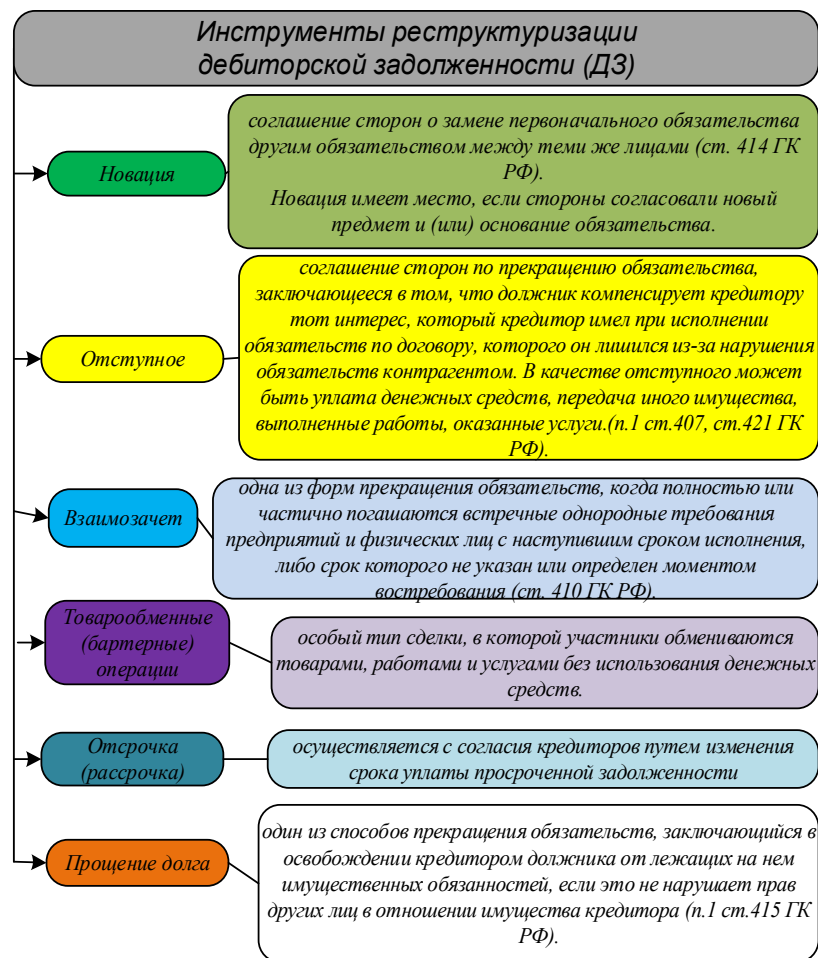 Инструменты реструктуризации
дебиторской задолженности (ДЗ)
Новация
соглашение сторон о замене первоначального обязательства
другим обязательством между теми же лицами (ст. 414 ГК
РФ).
Новация имеет место, если стороны согласовали новый
предмет и (или) основание обязательства.
Отступное
соглашение сторон по прекращению обязательства,
заключающееся в том, что должник компенсирует кредитору
тот интерес, который кредитор имел при исполнении
обязательств по договору, которого он лишился из-за нарушения
обязательств контрагентом. В качестве отступного может
быть уплата денежных средств, передача иного имущества,
выполненные работы, оказанные услуги.(п.1 ст.407, ст.421 ГК
РФ).
Взаимозачет
одна из форм прекращения обязательств, когда полностью или
частично погашаются встречные однородные требования
предприятий и физических лиц с наступившим сроком исполнения,
либо срок которого не указан или определен моментом
востребования (ст. 410 ГК РФ).
Товарообменные
(бартерные)
операции
особый тип сделки, в которой участники обмениваются
товарами, работами и услугами без использования денежных
средств.
Отсрочка
(рассрочка)
осуществляется с согласия кредиторов путем изменения
срока уплаты просроченной задолженности
Прощение долга
один из способов прекращения обязательств, заключающийся в
освобождении кредитором должника от лежащих на нем
имущественных обязанностей, если это не нарушает прав
других лиц в отношении имущества кредитора (п.1 ст.415 ГК
РФ).